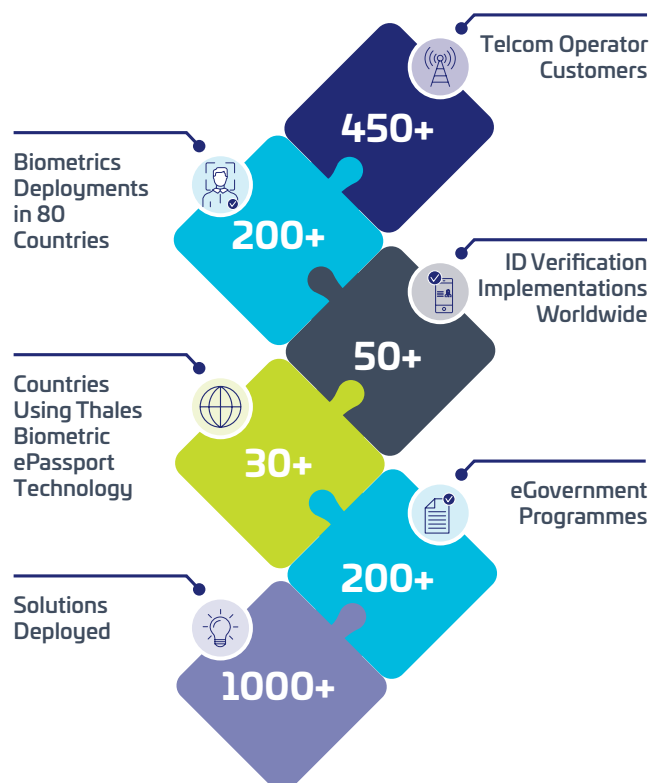 Telcom Operator
Customers
450+
Biometrics
Deployments
in 80
Countries
200+
ID Verification
Implementations
Worldwide
50+
Countries
Using Thales
Biometric
ePassport
Technology
30+
eGovernment
Programmes
200+
Solutions
Deployed
1000+